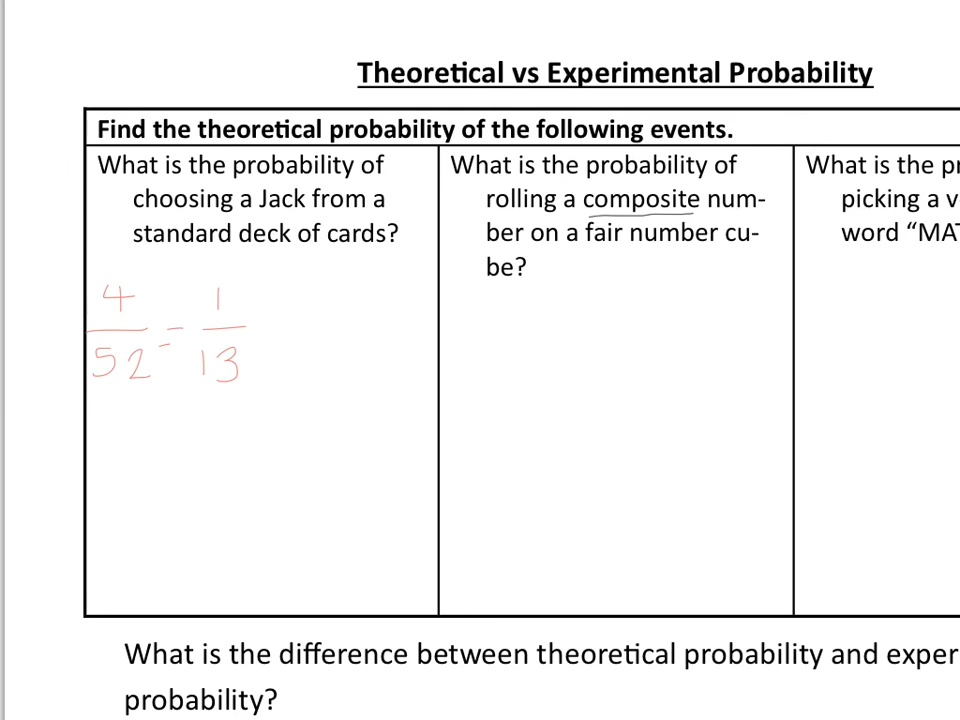 Theoretical vs Experimental Probability
Find the theoretical probability of the following events.
What is the probability of
choosing a Jack from a
standard deck of cards?
4/52 = 1/13
What is the probability of
rolling a composite num-
ber on a fair number cu-
be?
What is the pr
picking a v
word “MAT
What is the difference between theoretical probability and exper
probability?